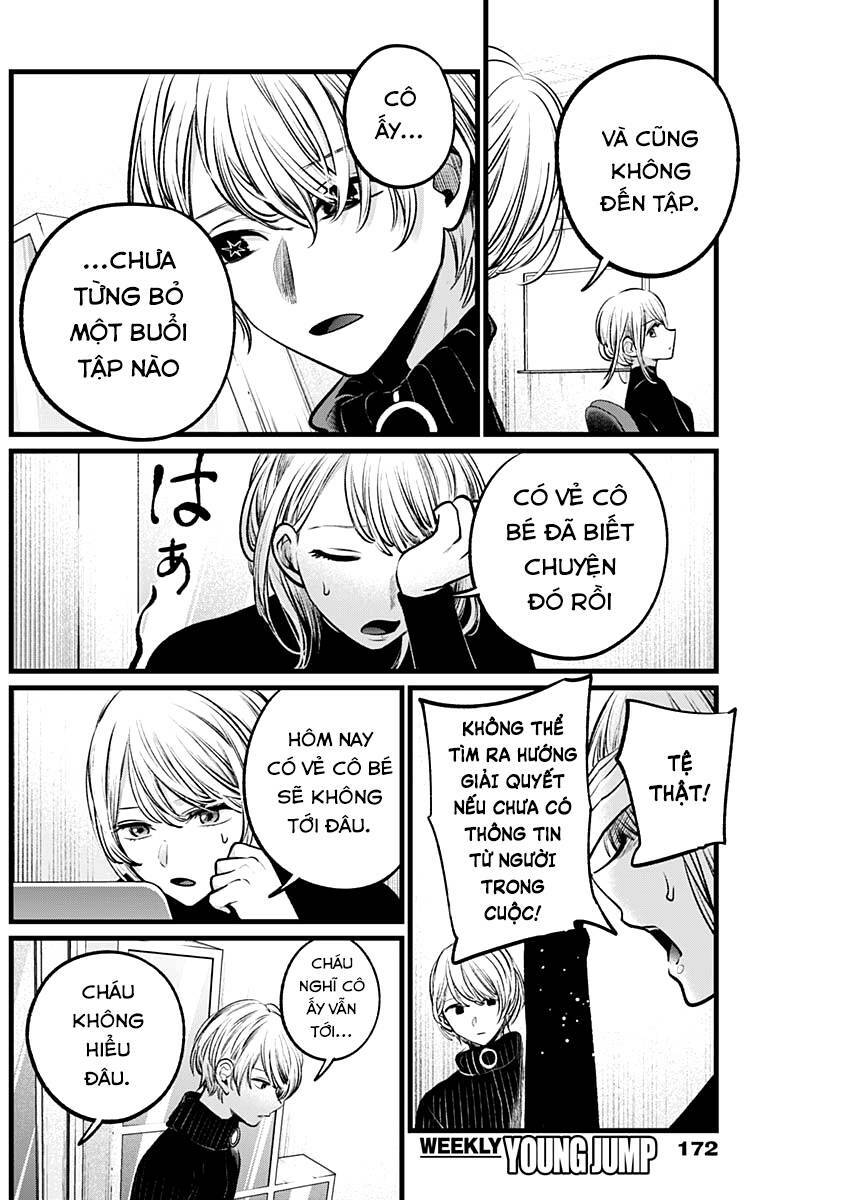 VÀ CŨNG
KHÔNG
ĐẾN TẬP.
CÔ
ẤY...
...CHƯA
TỪNG BỎ
MỘT BUỔI
TẬP NÀO
CÓ VẺ CÔ
BÉ ĐÃ BIẾT
CHUYỆN
ĐÓ RỒI
はぁ
TỆ
THẬT!
KHÔNG THỂ
TÌM RA HƯỚNG
GIẢI QUYẾT
NẾU CHƯA CÓ
THÔNG TIN
TỪ NGƯỜI
TRONG
CUỘC!
HÔM NAY
CÓ VẺ CÔ BÉ
SẼ KHÔNG
TỚI ĐÂU.
CHÁU
NGHĨ CÔ
ẤY VẪN
TỚI...
CHÁU
KHÔNG
HIỂU
ĐÂU.
WEEKLY YOUNG JUMP 172